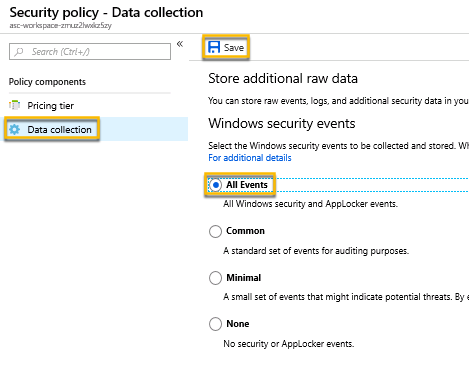 Security policy - Data collection
asc-workspace-zmuz2lwxkz5zy
Search (Ctrl+/)
«
Save
Policy components
Pricing tier
Data collection
Store additional raw data
You can store raw events, logs, and additional security data in you
Windows security events
Select the Windows security events to be collected and stored. Wh
For additional details
All Events
All Windows security and AppLocker events.
Common
A standard set of events for auditing purposes.
Minimal
A small set of events that might indicate potential threats. By e
None
No security or AppLocker events.